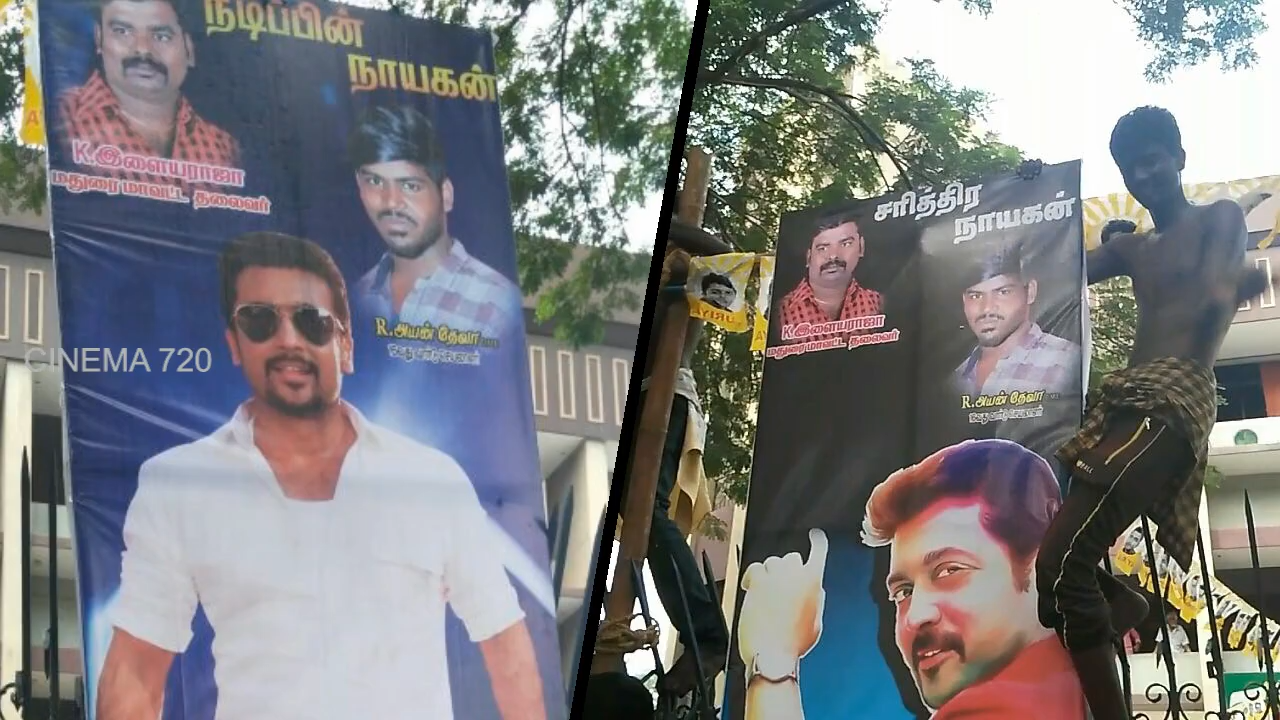 நடிப்பின்
நாயகன்
K.இளையராஜா
மதுரை மாவட்ட தலைவர்
R.அயன் தேவா
CINEMA 720
சரித்திர
நாயகன்
K.இளையராஜா
மதுரை மாவட்ட தலைவர்
R.அயன் தேவா